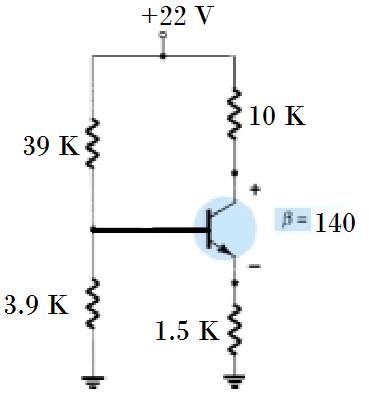 +22 V
10 K
39 K
+
β = 140
−
3.9 K
1.5 K